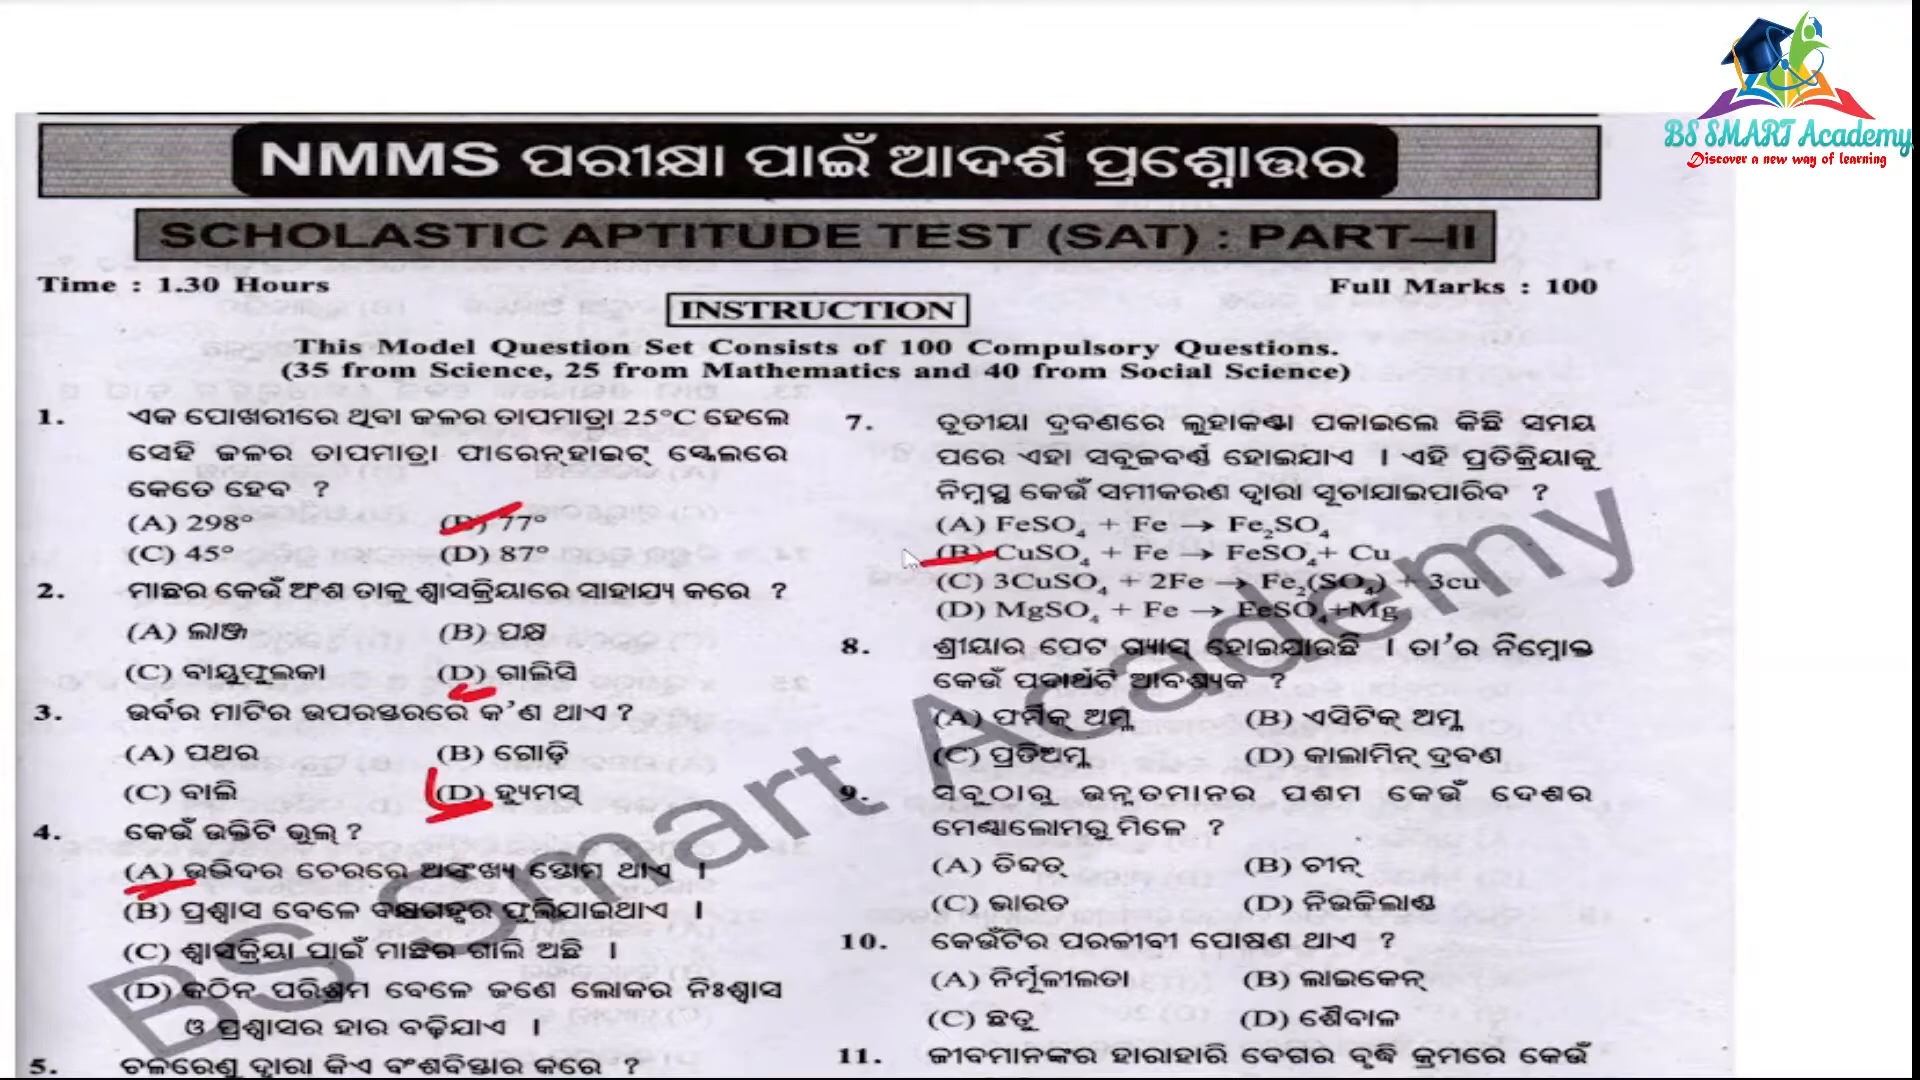 BS SMART Academy
Discover a new way of learning
NMMS ପରୀକ୍ଷା ପାଇଁ ଆଦର୍ଶ ପ୍ରଶ୍ନୋତ୍ତର
SCHOLASTIC APTITUDE TEST (SAT) : PART–II
Time : 1.30 Hours
Full Marks : 100
INSTRUCTION
This Model Question Set Consists of 100 Compulsory Questions.
(35 from Science, 25 from Mathematics and 40 from Social Science)
1. ଏକ ପୋଖରୀରେ ଥିବା ଜଳର ତାପମାତ୍ରା 25°C ହେଲେ
ସେହି ଜଳର ତାପମାତ୍ରା ଫାରେନ୍‌ହାଇଟ୍ ସ୍କେଲରେ
କେତେ ହେବ ?
(A) 298° (B) 77°
(C) 45° (D) 87°
2. ମାଛର କେଉଁ ଅଂଶ ତାକୁ ଶ୍ୱାସକ୍ରିୟାରେ ସାହାଯ୍ୟ କରେ ?
(A) ଲାଞ୍ଜ (B) ପକ୍ଷ
(C) ବାୟୁଫୁଲକା (D) ଗାଲିସି
3. ଉର୍ବର ମାଟିର ଉପରସ୍ତରରେ କ'ଣ ଥାଏ ?
(A) ପଥର (B) ଗୋଡ଼ି
(C) ବାଲି (D) ହ୍ୟୁମସ୍
4. କେଉଁ ଉକ୍ତିଟି ଭୁଲ୍ ?
(A) ଉଦ୍ଭିଦର ଚେରରେ ଅସଂଖ୍ୟ ସ୍ତୋମ ଥାଏ ।
(B) ପ୍ରଶ୍ୱାସ ବେଳେ ବକ୍ଷଗହ୍ୱର ଫୁଲିଯାଇଥାଏ ।
(C) ଶ୍ୱାସକ୍ରିୟା ପାଇଁ ମାଛର ଗାଲି ଅଛି ।
(D) କଠିନ ପରିଶ୍ରମ ବେଳେ ଜଣେ ଲୋକର ନିଃଶ୍ୱାସ
ଓ ପ୍ରଶ୍ୱାସର ହାର ବଢ଼ିଯାଏ ।
5. ଚଳରେଣୁ ଦ୍ୱାରା କିଏ ବଂଶବିସ୍ତାର କରେ ?
7. ତୁତୀୟା ଦ୍ରବଣରେ ଲୁହାକଣ୍ଟା ପକାଇଲେ କିଛି ସମୟ
ପରେ ଏହା ସବୁଜବର୍ଣ୍ଣ ହୋଇଯାଏ । ଏହି ପ୍ରତିକ୍ରିୟାକୁ
ନିମ୍ନସ୍ଥ କେଉଁ ସମୀକରଣ ଦ୍ୱାରା ସୂଚାଯାଇପାରିବ ?
(A) FeSO₄ + Fe → Fe₂SO₄
(B) CuSO₄ + Fe → FeSO₄+ Cu
(C) 3CuSO₄ + 2Fe → Fe₂(SO₄) + 3cu
(D) MgSO₄ + Fe → FeSO₄+Mg
8. ଶ୍ରୀୟାର ପେଟ ଗ୍ୟାସ୍ ହୋଇଯାଉଛି । ତା'ର ନିମ୍ନୋକ୍ତ
କେଉଁ ପଦାର୍ଥଟି ଆବଶ୍ୟକ ?
(A) ଫର୍ମିକ୍ ଅମ୍ଳ (B) ଏସିଟିକ୍ ଅମ୍ଳ
(C) ପ୍ରତିଅମ୍ଳ (D) କାଲାମିନ୍ ଦ୍ରବଣ
9. ସବୁଠାରୁ ଉନ୍ନତମାନର ପଶମ କେଉଁ ଦେଶର
ମେଣ୍ଢାଲୋମରୁ ମିଳେ ?
(A) ତିବ୍ଦତ୍ (B) ଚୀନ୍
(C) ଭାରତ (D) ନିଉଜିଲାଣ୍ଡ
10. କେଉଁଟିର ପରଜୀବୀ ପୋଷଣ ଥାଏ ?
(A) ନିର୍ମୂଳୀଲତା (B) ଲାଇକେନ୍
(C) ଛତୁ (D) ଶୈବାଳ
11. ଜୀବମାନଙ୍କର ହାରାହାରି ବେଗର ବୃଦ୍ଧି କ୍ରମରେ କେଉଁ
BS Smart Academy